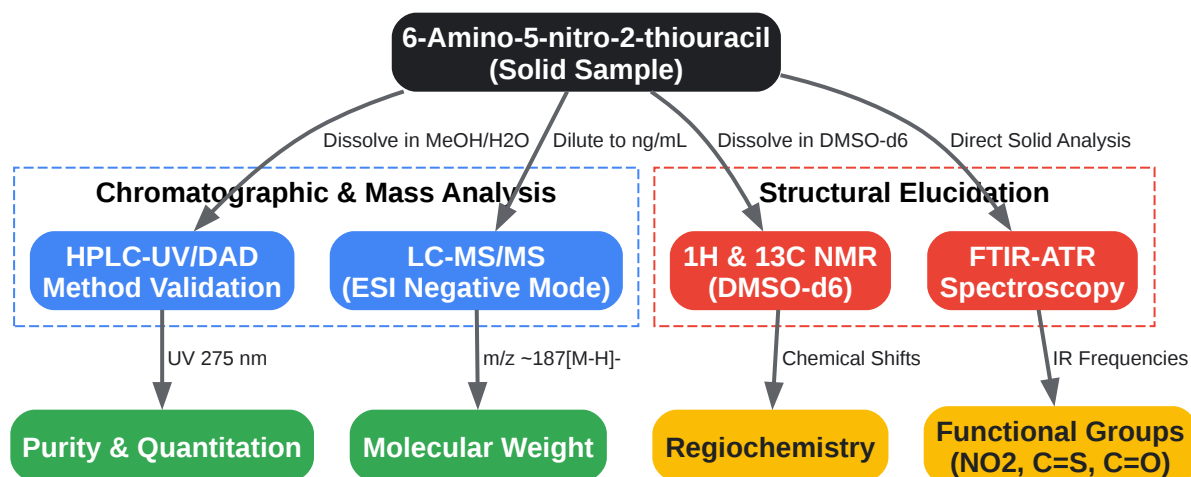 6-Amino-5-nitro-2-thiouracil
(Solid Sample)
Dissolve in MeOH/H2O
Dilute to ng/mL
Dissolve in DMSO-d6
Direct Solid Analysis
Chromatographic & Mass Analysis
Structural Elucidation
HPLC-UV/DAD
Method Validation
LC-MS/MS
(ESI Negative Mode)
1H & 13C NMR
(DMSO-d6)
FTIR-ATR
Spectroscopy
UV 275 nm
m/z ~187[M-H]-
Chemical Shifts
IR Frequencies
Purity & Quantitation
Molecular Weight
Regiochemistry
Functional Groups
(NO2, C=S, C=O)